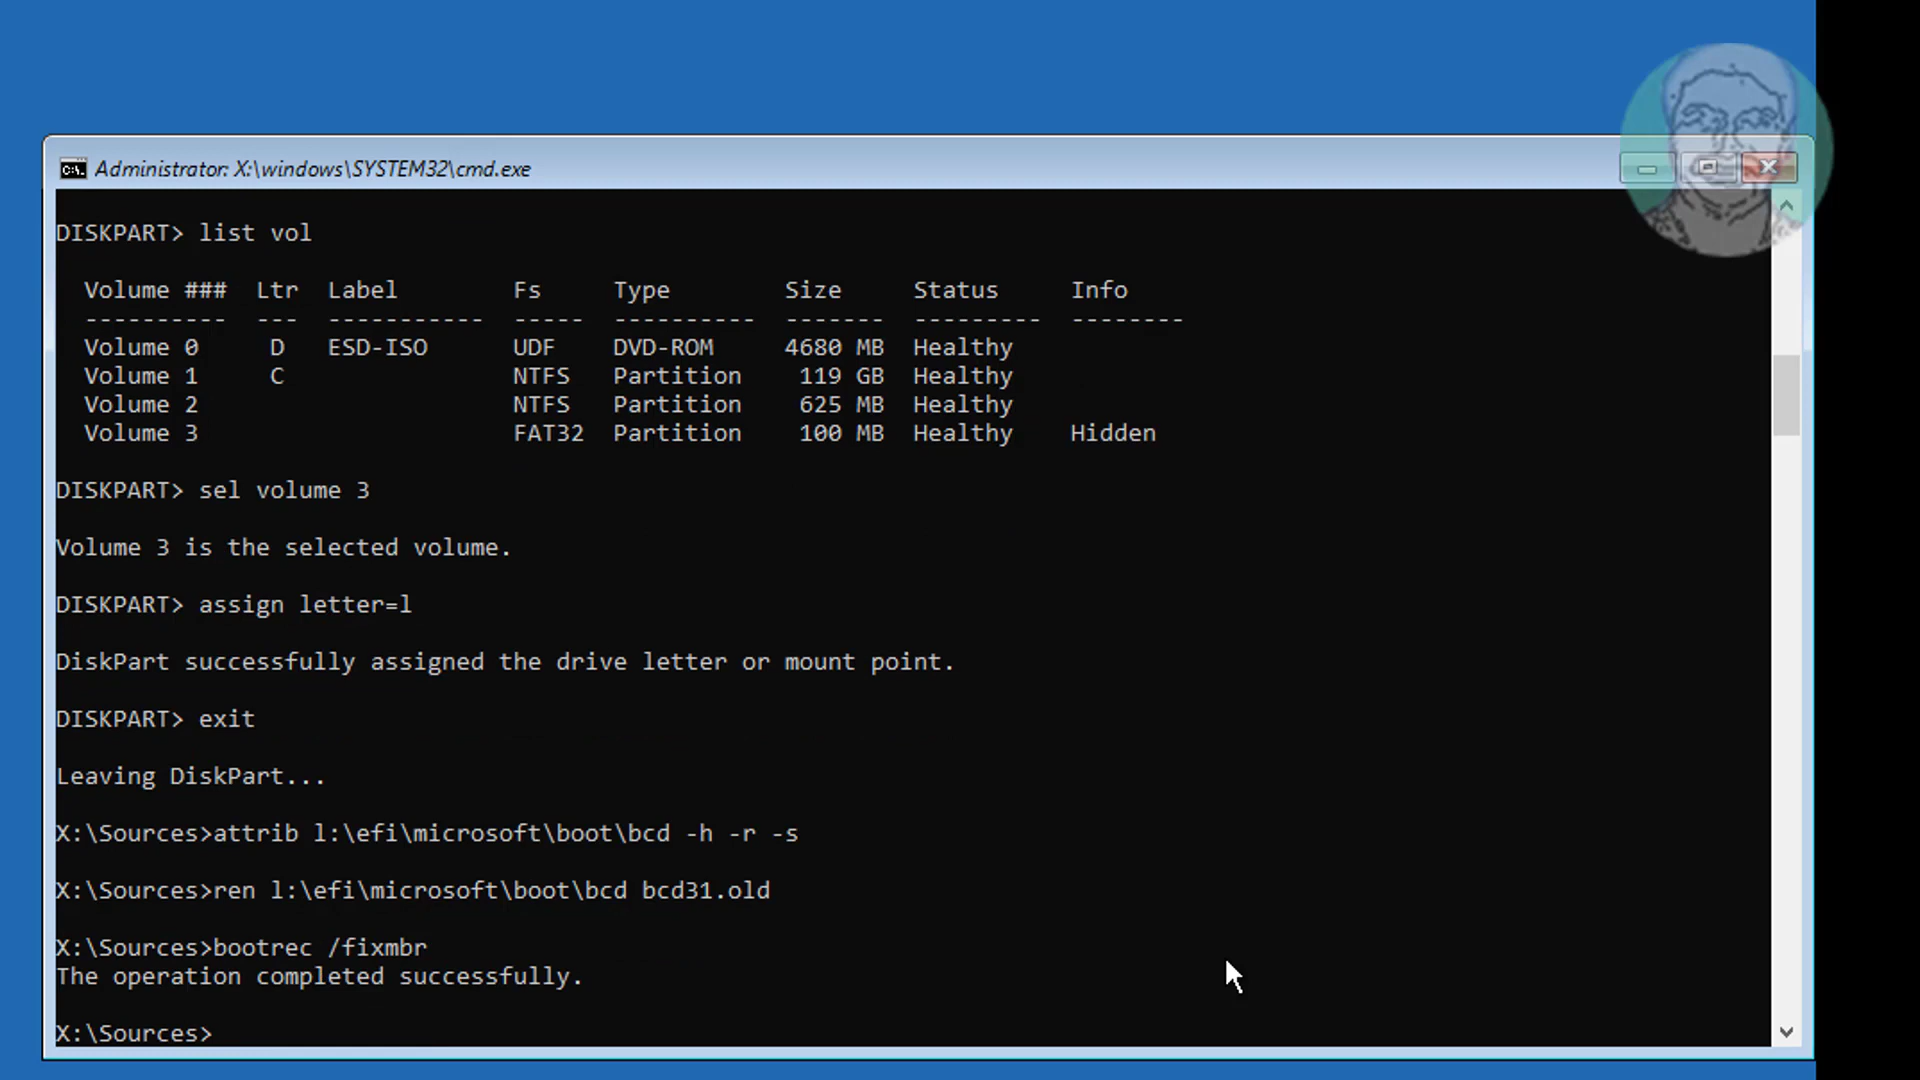 Administrator: X:\windows\SYSTEM32\cmd.exe
DISKPART> list vol
Volume ### Ltr Label Fs Type Size Status Info
---------- --- ----------- ----- ---------- ------- --------- --------
Volume 0 D ESD-ISO UDF DVD-ROM 4680 MB Healthy
Volume 1 C NTFS Partition 119 GB Healthy
Volume 2 NTFS Partition 625 MB Healthy
Volume 3 FAT32 Partition 100 MB Healthy Hidden
DISKPART> sel volume 3
Volume 3 is the selected volume.
DISKPART> assign letter=l
DiskPart successfully assigned the drive letter or mount point.
DISKPART> exit
Leaving DiskPart...
X:\Sources>attrib l:\efi\microsoft\boot\bcd -h -r -s
X:\Sources>ren l:\efi\microsoft\boot\bcd bcd31.old
X:\Sources>bootrec /fixmbr
The operation completed successfully.
X:\Sources>